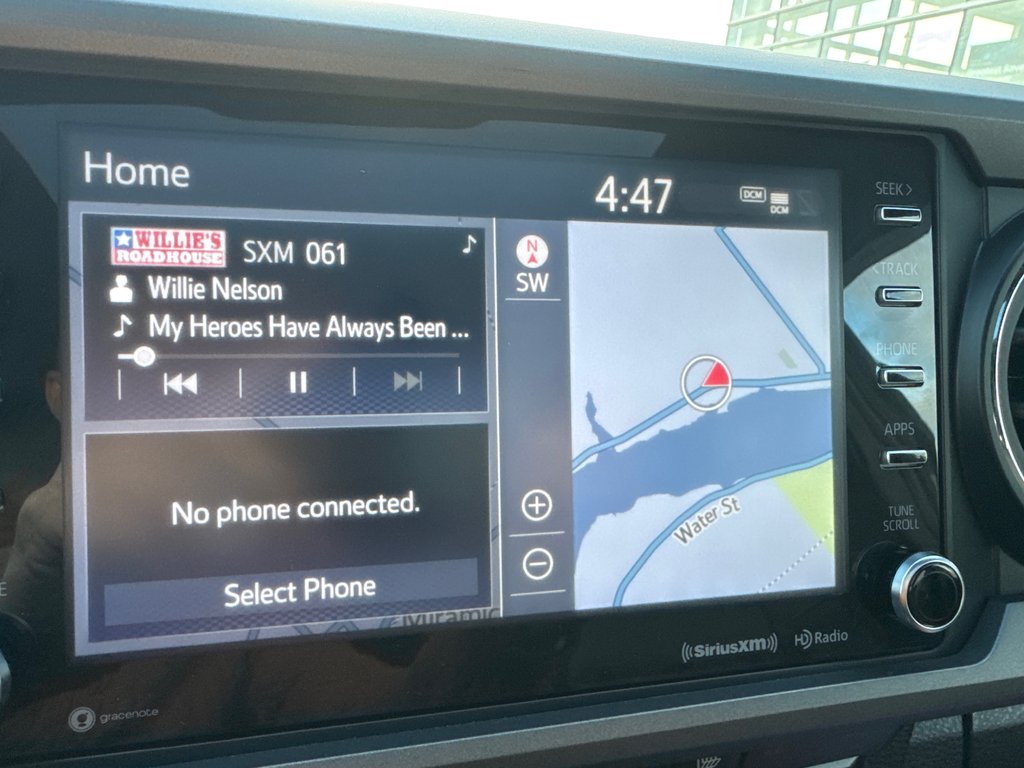 Home
4:47
DCM
DCM
SEEK >
WILLIE'S
ROADHOUSE
SXM 061
Willie Nelson
My Heroes Have Always Been ...
N
SW
< TRACK
PHONE
APPS
TUNE
SCROLL
No phone connected.
Select Phone
Water St
((SiriusXM))
HD Radio
g gracenote